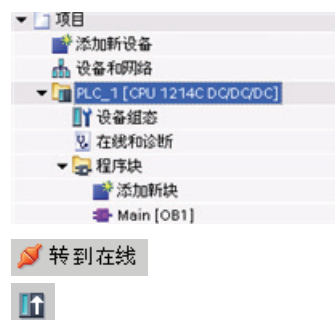 项目
添加新设备
设备和网络
PLC_1 [CPU 1214C DC/DC/DC]
设备组态
在线和诊断
程序块
添加新块
Main [OB1]
转到在线